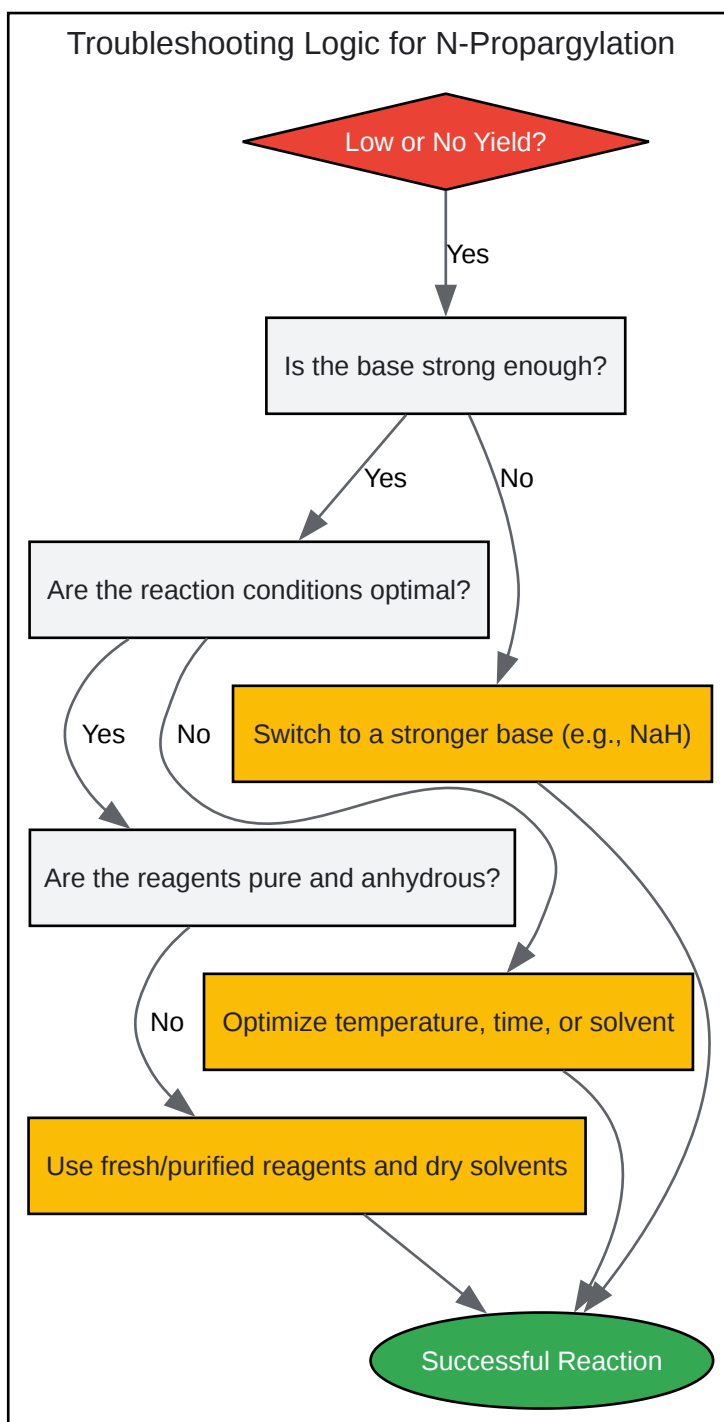 Troubleshooting Logic for N-Propargylation
Low or No Yield?
Yes
Is the base strong enough?
Yes
No
Are the reaction conditions optimal?
Yes
No
Switch to a stronger base (e.g., NaH)
Are the reagents pure and anhydrous?
No
Optimize temperature, time, or solvent
Use fresh/purified reagents and dry solvents
Successful Reaction